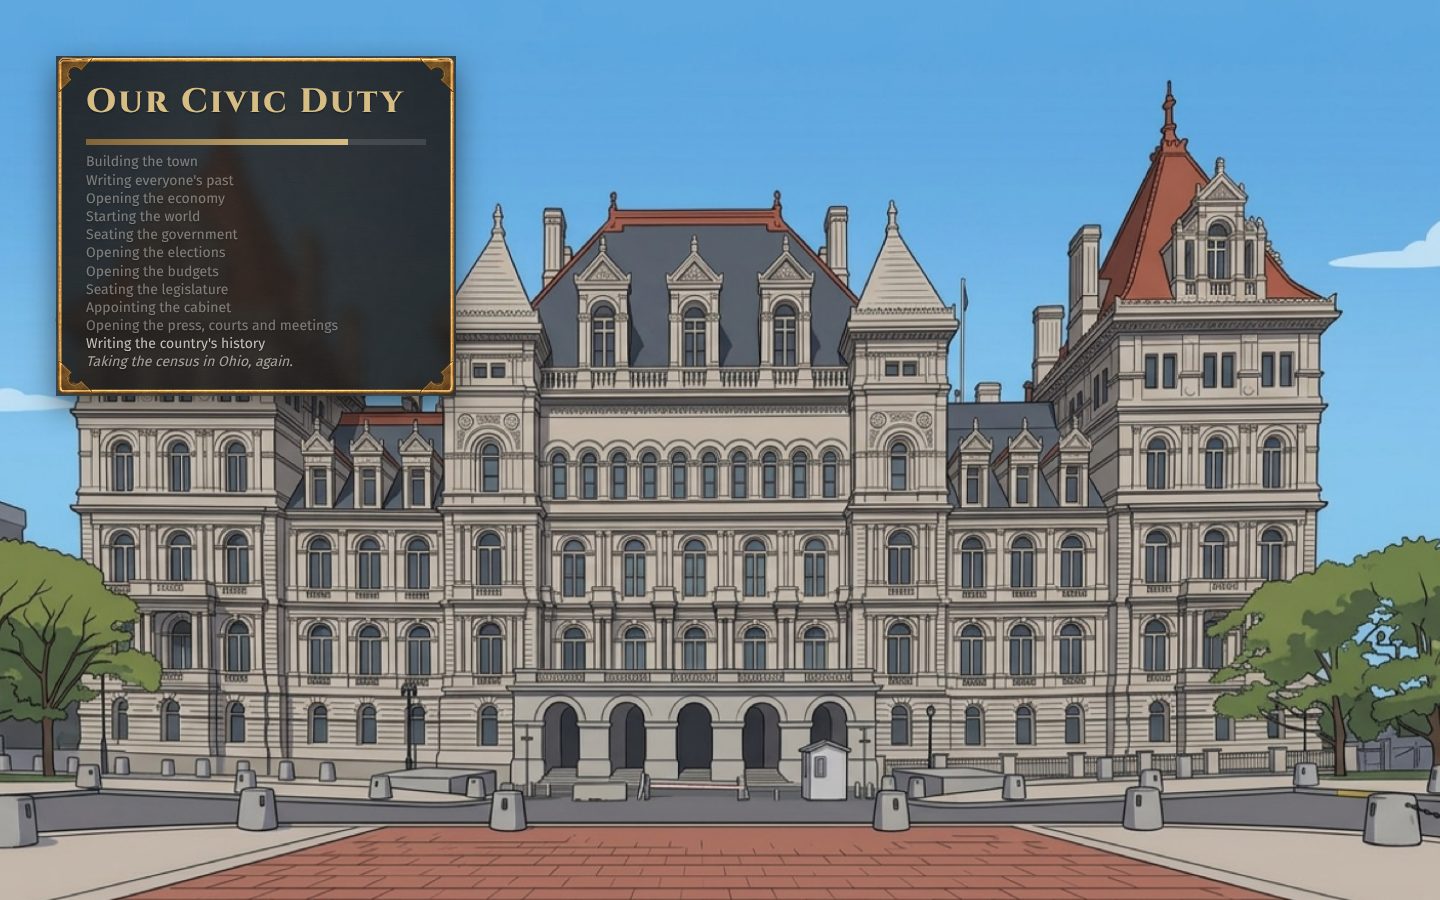 Our Civic Duty
Building the town
Writing everyone's past
Opening the economy
Starting the world
Seating the government
Opening the elections
Opening the budgets
Seating the legislature
Appointing the cabinet
Opening the press, courts and meetings
Writing the country's history
Taking the census in Ohio, again.